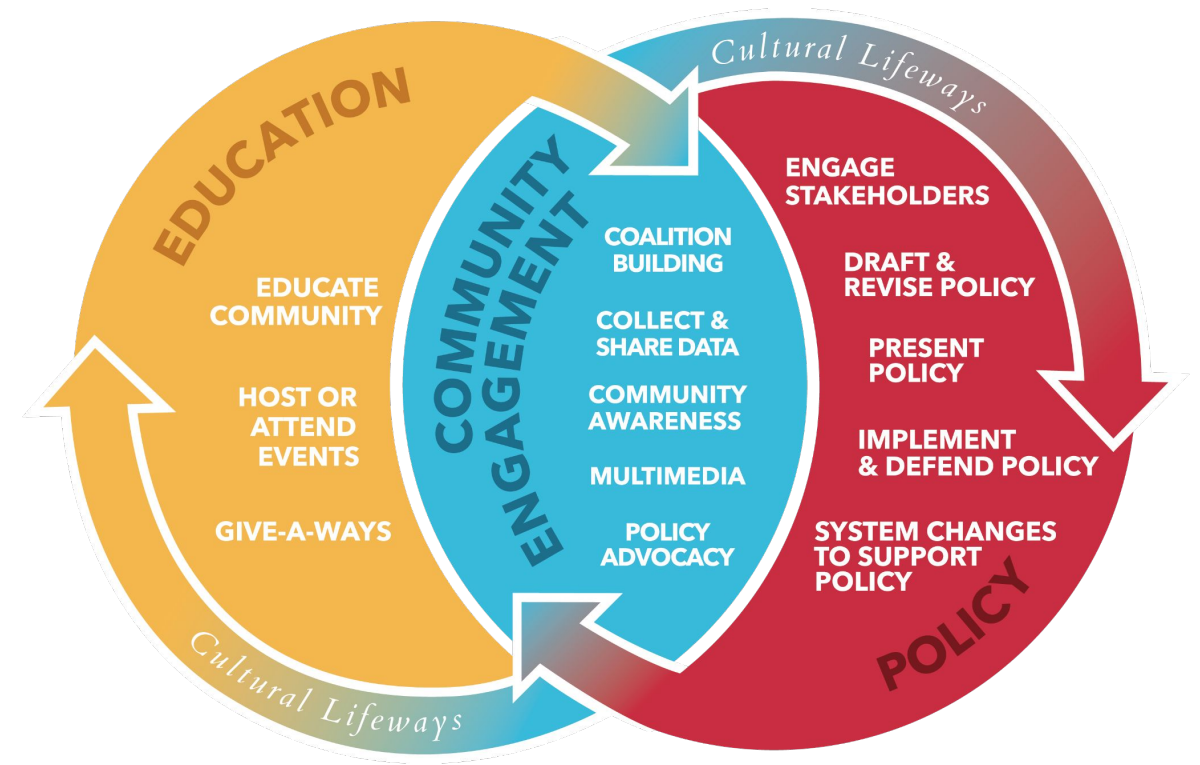 EDUCATION
EDUCATE
COMMUNITY
HOST OR
ATTEND
EVENTS
GIVE-A-WAYS
Cultural Lifeways
COMMUNITY
ENGAGEMENT
COALITION
BUILDING
COLLECT &
SHARE DATA
COMMUNITY
AWARENESS
MULTIMEDIA
POLICY
ADVOCACY
Cultural Lifeways
ENGAGE
STAKEHOLDERS
DRAFT &
REVISE POLICY
PRESENT
POLICY
IMPLEMENT
& DEFEND POLICY
SYSTEM CHANGES
TO SUPPORT
POLICY
POLICY